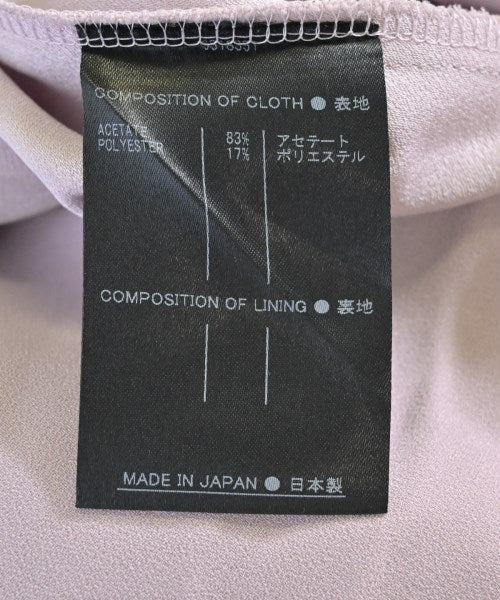 COMPOSITION OF CLOTH ● 表地
ACETATE 83% アセテート
POLYESTER 17% ポリエステル
COMPOSITION OF LINING ● 裏地
MADE IN JAPAN ● 日本製